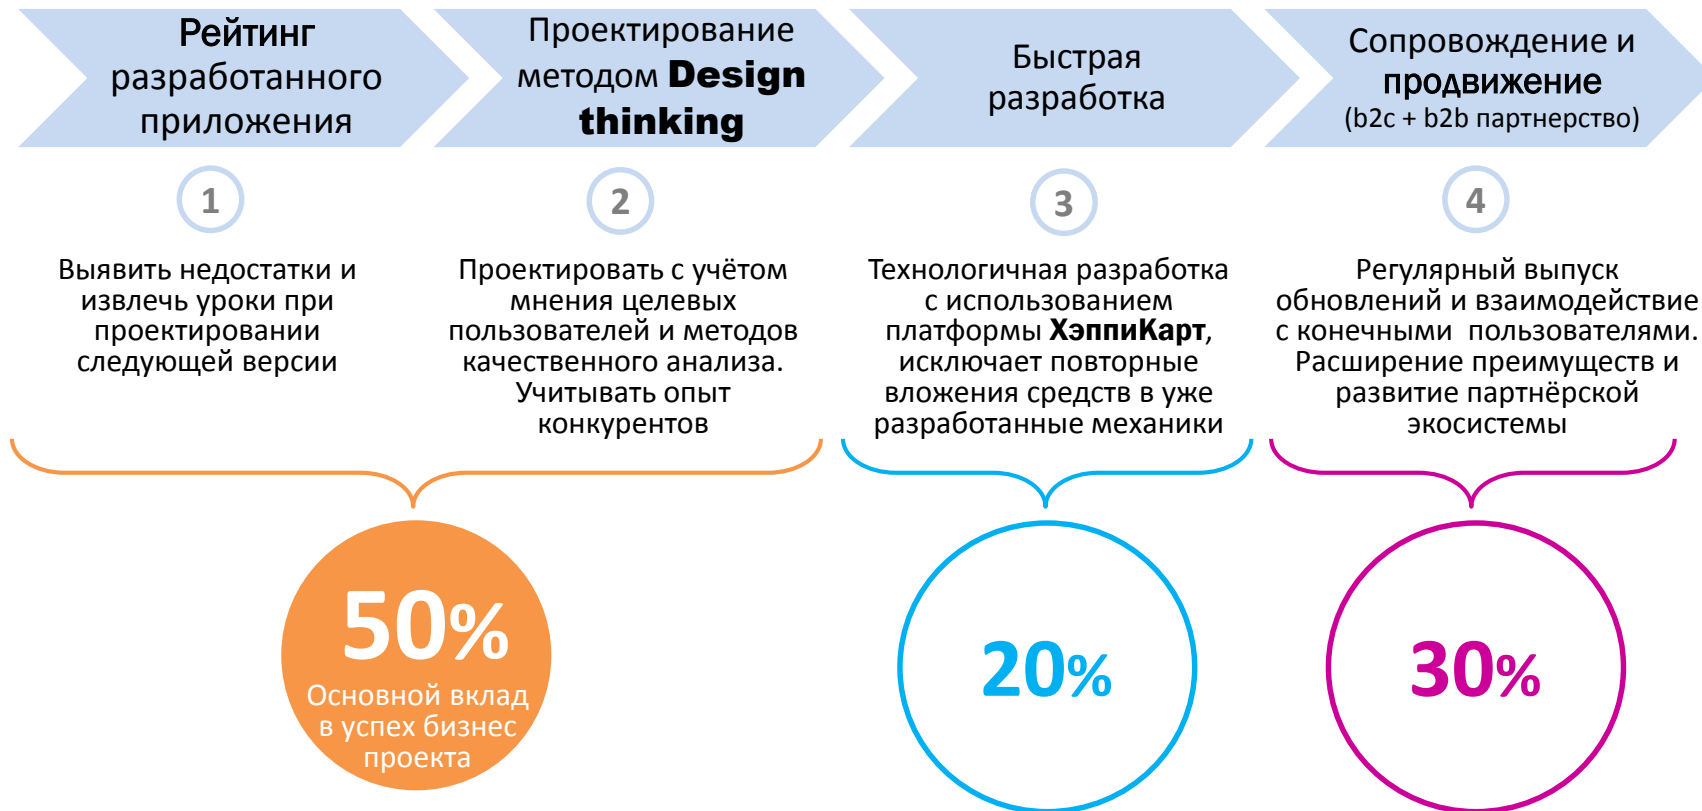 Рейтинг
разработанного
приложения
Проектирование
методом Design
thinking
Быстрая
разработка
Сопровождение и
продвижение
(b2c + b2b партнерство)
1
2
3
4
Выявить недостатки и
извлечь уроки при
проектировании
следующей версии
Проектировать с учётом
мнения целевых
пользователей и методов
качественного анализа.
Учитывать опыт
конкурентов
Технологичная разработка
с использованием
платформы ХэппиКарт,
исключает повторные
вложения средств в уже
разработанные механики
Регулярный выпуск
обновлений и взаимодействие
с конечными  пользователями.
Расширение преимуществ и
развитие партнёрской
экосистемы
50%
Основной вклад
в успех бизнес
проекта
20%
30%